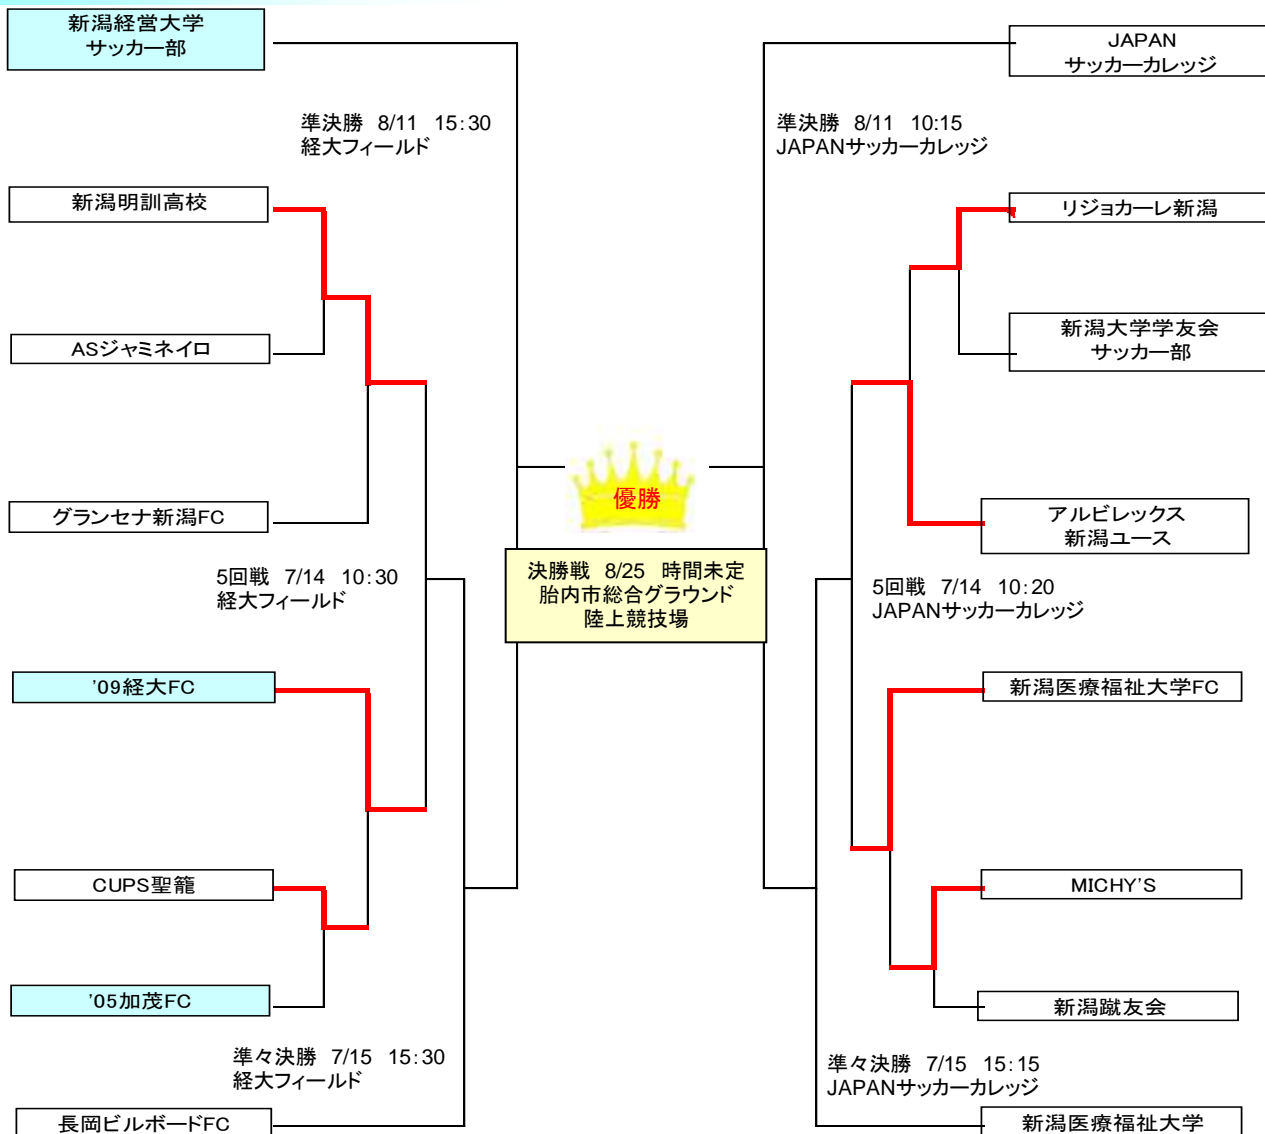 新潟経営大学
サッカー部
準決勝 8/11 15:30
経大フィールド
新潟明訓高校
ASジャミネイロ
グランセナ新潟FC
5回戦 7/14 10:30
経大フィールド
'09経大FC
CUPS聖籠
'05加茂FC
準々決勝 7/15 15:30
経大フィールド
長岡ビルボードFC
優勝
決勝戦 8/25 時間未定
胎内市総合グラウンド
陸上競技場
JAPAN
サッカーカレッジ
準決勝 8/11 10:15
JAPANサッカーカレッジ
リジョカーレ新潟
新潟大学学友会
サッカー部
アルビレックス
新潟ユース
5回戦 7/14 10:20
JAPANサッカーカレッジ
新潟医療福祉大学FC
MICHY'S
新潟蹴友会
準々決勝 7/15 15:15
JAPANサッカーカレッジ
新潟医療福祉大学